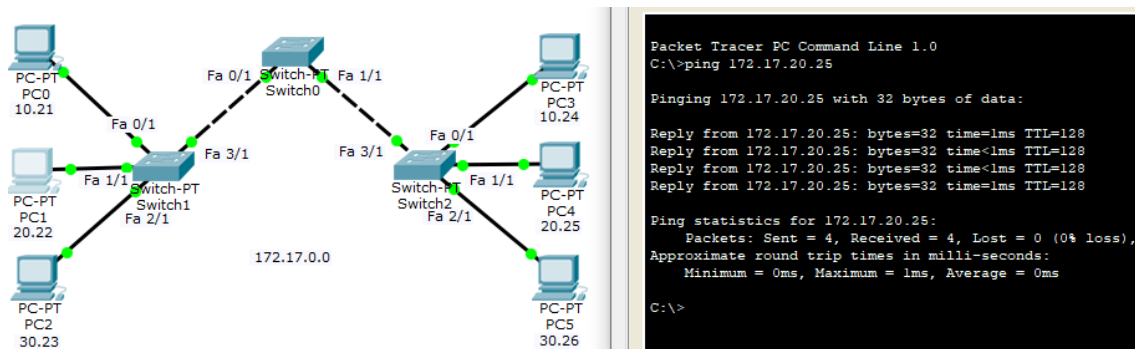 Fa 0/1
Switch-PT
Fa 1/1
Switch0
PC-PT
PC0
10.21
Fa 0/1
Fa 3/1
Fa 1/1
Switch-PT
Switch1
Fa 2/1
PC-PT
PC1
20.22
PC-PT
PC2
30.23
172.17.0.0
PC-PT
PC3
10.24
Fa 0/1
Fa 3/1
Switch-PT
Fa 1/1
Switch2
Fa 2/1
PC-PT
PC4
20.25
PC-PT
PC5
30.26
Packet Tracer PC Command Line 1.0
C:\>ping 172.17.20.25
Pinging 172.17.20.25 with 32 bytes of data:
Reply from 172.17.20.25: bytes=32 time=1ms TTL=128
Reply from 172.17.20.25: bytes=32 time<1ms TTL=128
Reply from 172.17.20.25: bytes=32 time<1ms TTL=128
Reply from 172.17.20.25: bytes=32 time=1ms TTL=128
Ping statistics for 172.17.20.25:
Packets: Sent = 4, Received = 4, Lost = 0 (0% loss),
Approximate round trip times in milli-seconds:
Minimum = 0ms, Maximum = 1ms, Average = 0ms
C:\>